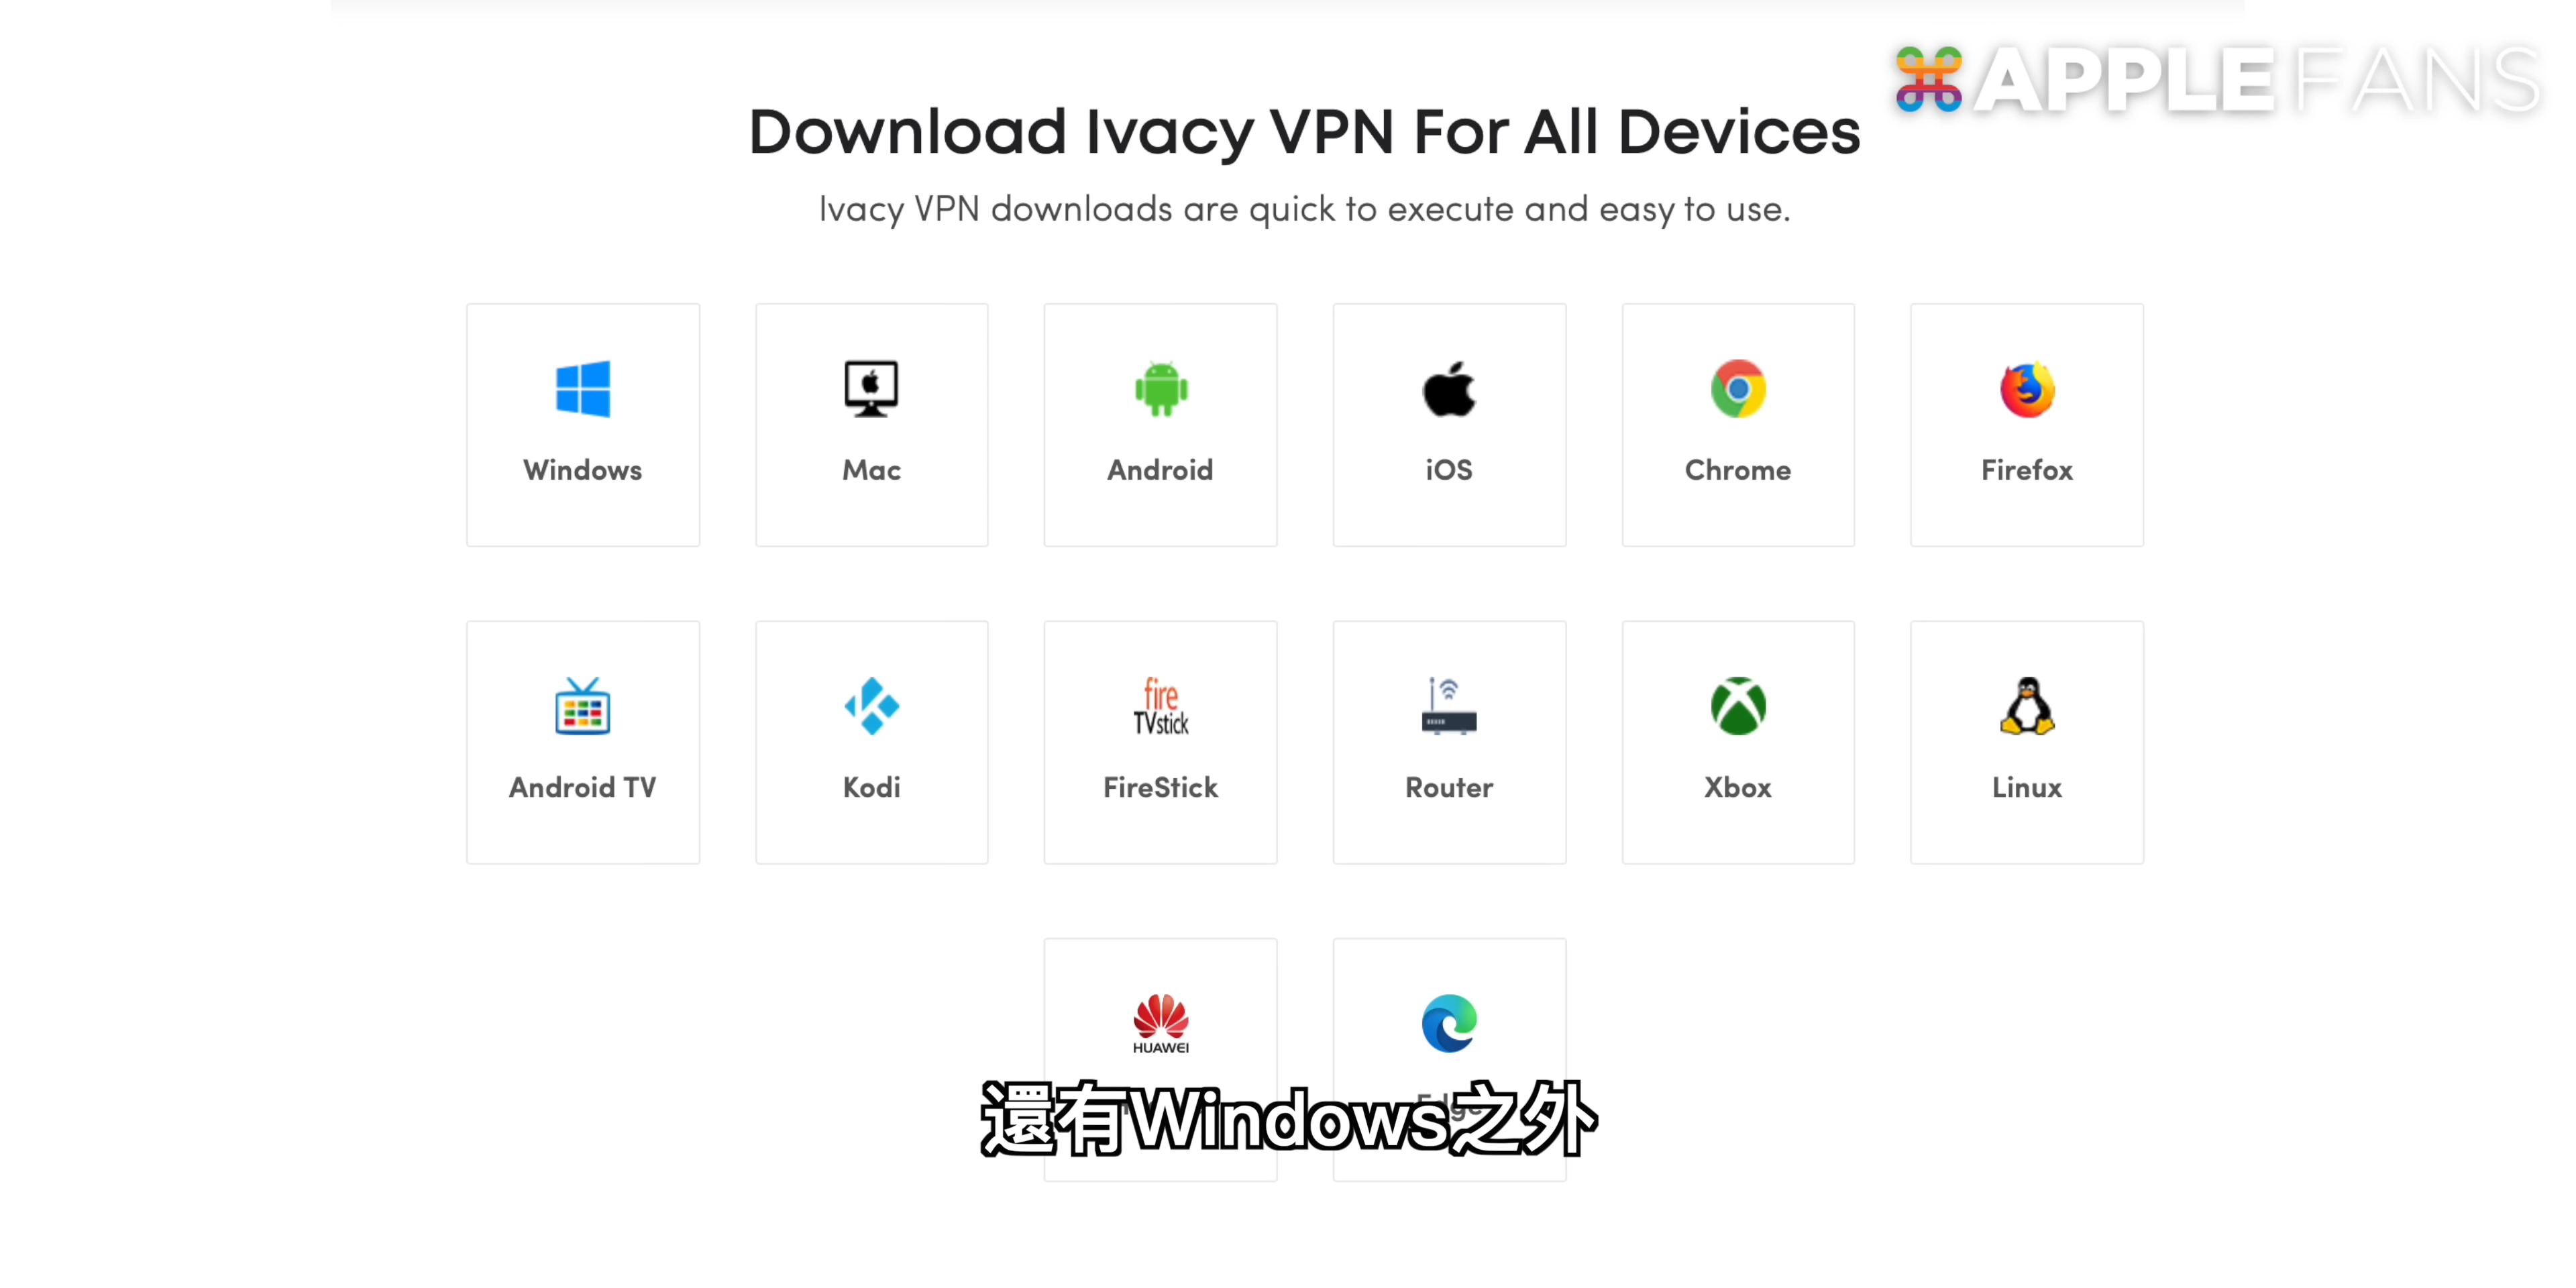 APPLEFANS
Download Ivacy VPN For All Devices
Ivacy VPN downloads are quick to execute and easy to use.
Windows
Mac
Android
iOS
Chrome
Firefox
fire
TVstick
Android TV
Kodi
FireStick
Router
Xbox
Linux
HUAWEI
Edge
還有Windows之外